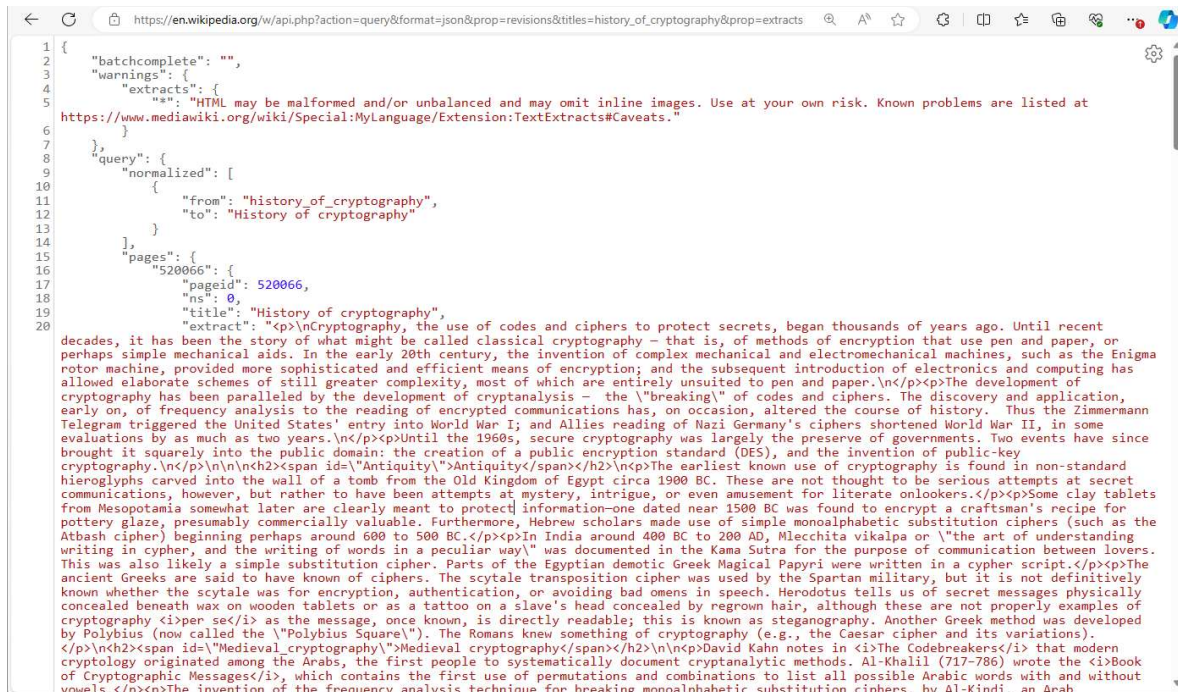 https://en.wikipedia.org/w/api.php?action=query&format=json&prop=revisions&titles=history_of_cryptography&prop=extracts
1 {
2 "batchcomplete": "",
3 "warnings": {
4 "extracts": {
5 "*": "HTML may be malformed and/or unbalanced and may omit inline images. Use at your own risk. Known problems are listed at
https://www.mediawiki.org/wiki/Special:MyLanguage/Extension:TextExtracts#Caveats."
6 }
7 },
8 "query": {
9 "normalized": [
10 {
11 "from": "history_of_cryptography",
12 "to": "History of cryptography"
13 }
14 ],
15 "pages": {
16 "520066": {
17 "pageid": 520066,
18 "ns": 0,
19 "title": "History of cryptography",
20 "extract": "<p>\nCryptography, the use of codes and ciphers to protect secrets, began thousands of years ago. Until recent
decades, it has been the story of what might be called classical cryptography — that is, of methods of encryption that use pen and paper, or
perhaps simple mechanical aids. In the early 20th century, the invention of complex mechanical and electromechanical machines, such as the Enigma
rotor machine, provided more sophisticated and efficient means of encryption; and the subsequent introduction of electronics and computing has
allowed elaborate schemes of still greater complexity, most of which are entirely unsuited to pen and paper.\n</p><p>The development of
cryptography has been paralleled by the development of cryptanalysis —  the \"breaking\" of codes and ciphers. The discovery and application,
early on, of frequency analysis to the reading of encrypted communications has, on occasion, altered the course of history.  Thus the Zimmermann
Telegram triggered the United States' entry into World War I; and Allies reading of Nazi Germany's ciphers shortened World War II, in some
evaluations by as much as two years.\n</p><p>Until the 1960s, secure cryptography was largely the preserve of governments. Two events have since
brought it squarely into the public domain: the creation of a public encryption standard (DES), and the invention of public-key
cryptography.\n</p>\n\n\n<h2><span id=\"Antiquity\">Antiquity</span></h2>\n<p>The earliest known use of cryptography is found in non-standard
hieroglyphs carved into the wall of a tomb from the Old Kingdom of Egypt circa 1900 BC. These are not thought to be serious attempts at secret
communications, however, but rather to have been attempts at mystery, intrigue, or even amusement for literate onlookers.</p><p>Some clay tablets
from Mesopotamia somewhat later are clearly meant to protect information—one dated near 1500 BC was found to encrypt a craftsman's recipe for
pottery glaze, presumably commercially valuable. Furthermore, Hebrew scholars made use of simple monoalphabetic substitution ciphers (such as the
Atbash cipher) beginning perhaps around 600 to 500 BC.</p><p>In India around 400 BC to 200 AD, Mlecchita vikalpa or \"the art of understanding
writing in cypher, and the writing of words in a peculiar way\" was documented in the Kama Sutra for the purpose of communication between lovers.
This was also likely a simple substitution cipher. Parts of the Egyptian demotic Greek Magical Papyri were written in a cypher script.</p><p>The
ancient Greeks are said to have known of ciphers. The scytale transposition cipher was used by the Spartan military, but it is not definitively
known whether the scytale was for encryption, authentication, or avoiding bad omens in speech. Herodotus tells us of secret messages physically
concealed beneath wax on wooden tablets or as a tattoo on a slave's head concealed by regrown hair, although these are not properly examples of
cryptography <i>per se</i> as the message, once known, is directly readable; this is known as steganography. Another Greek method was developed
by Polybius (now called the \"Polybius Square\"). The Romans knew something of cryptography (e.g., the Caesar cipher and its variations).
</p>\n<h2><span id=\"Medieval_cryptography\">Medieval cryptography</span></h2>\n\n<p>David Kahn notes in <i>The Codebreakers</i> that modern
cryptology originated among the Arabs, the first people to systematically document cryptanalytic methods. Al-Khalil (717–786) wrote the <i>Book
of Cryptographic Messages</i>, which contains the first use of permutations and combinations to list all possible Arabic words with and without
vowels.</p><p>The invention of the frequency analysis technique for breaking monoalphabetic substitution ciphers, by Al-Kindi, an Arab